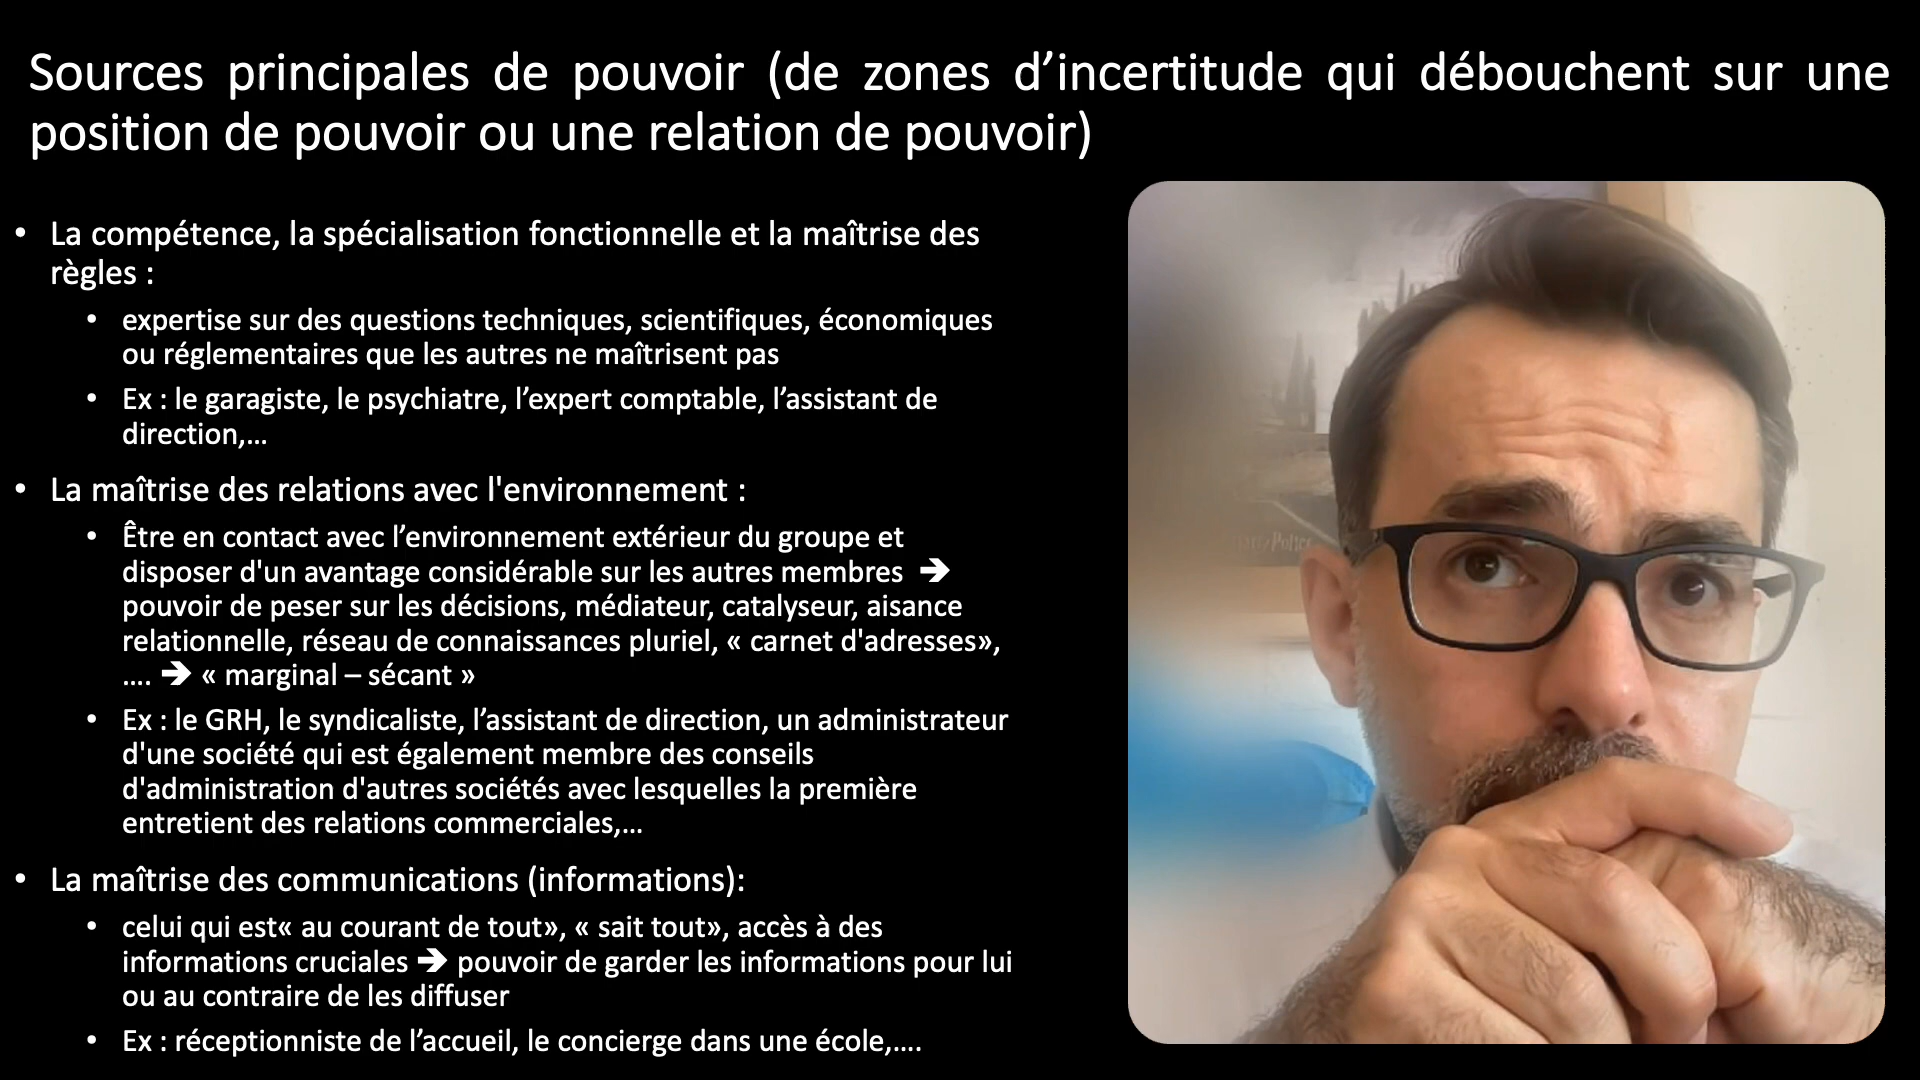 Sources principales de pouvoir (de zones d’incertitude qui débouchent sur une
position de pouvoir ou une relation de pouvoir)
• La compétence, la spécialisation fonctionnelle et la maîtrise des
règles :
• expertise sur des questions techniques, scientifiques, économiques
ou réglementaires que les autres ne maîtrisent pas
• Ex : le garagiste, le psychiatre, l’expert comptable, l’assistant de
direction,…
• La maîtrise des relations avec l'environnement :
• Être en contact avec l’environnement extérieur du groupe et
disposer d'un avantage considérable sur les autres membres ➔
pouvoir de peser sur les décisions, médiateur, catalyseur, aisance
relationnelle, réseau de connaissances pluriel, « carnet d'adresses»,
…. ➔ « marginal – sécant »
• Ex : le GRH, le syndicaliste, l’assistant de direction, un administrateur
d'une société qui est également membre des conseils
d'administration d'autres sociétés avec lesquelles la première
entretient des relations commerciales,…
• La maîtrise des communications (informations):
• celui qui est« au courant de tout», « sait tout», accès à des
informations cruciales ➔ pouvoir de garder les informations pour lui
ou au contraire de les diffuser
• Ex : réceptionniste de l’accueil, le concierge dans une école,….